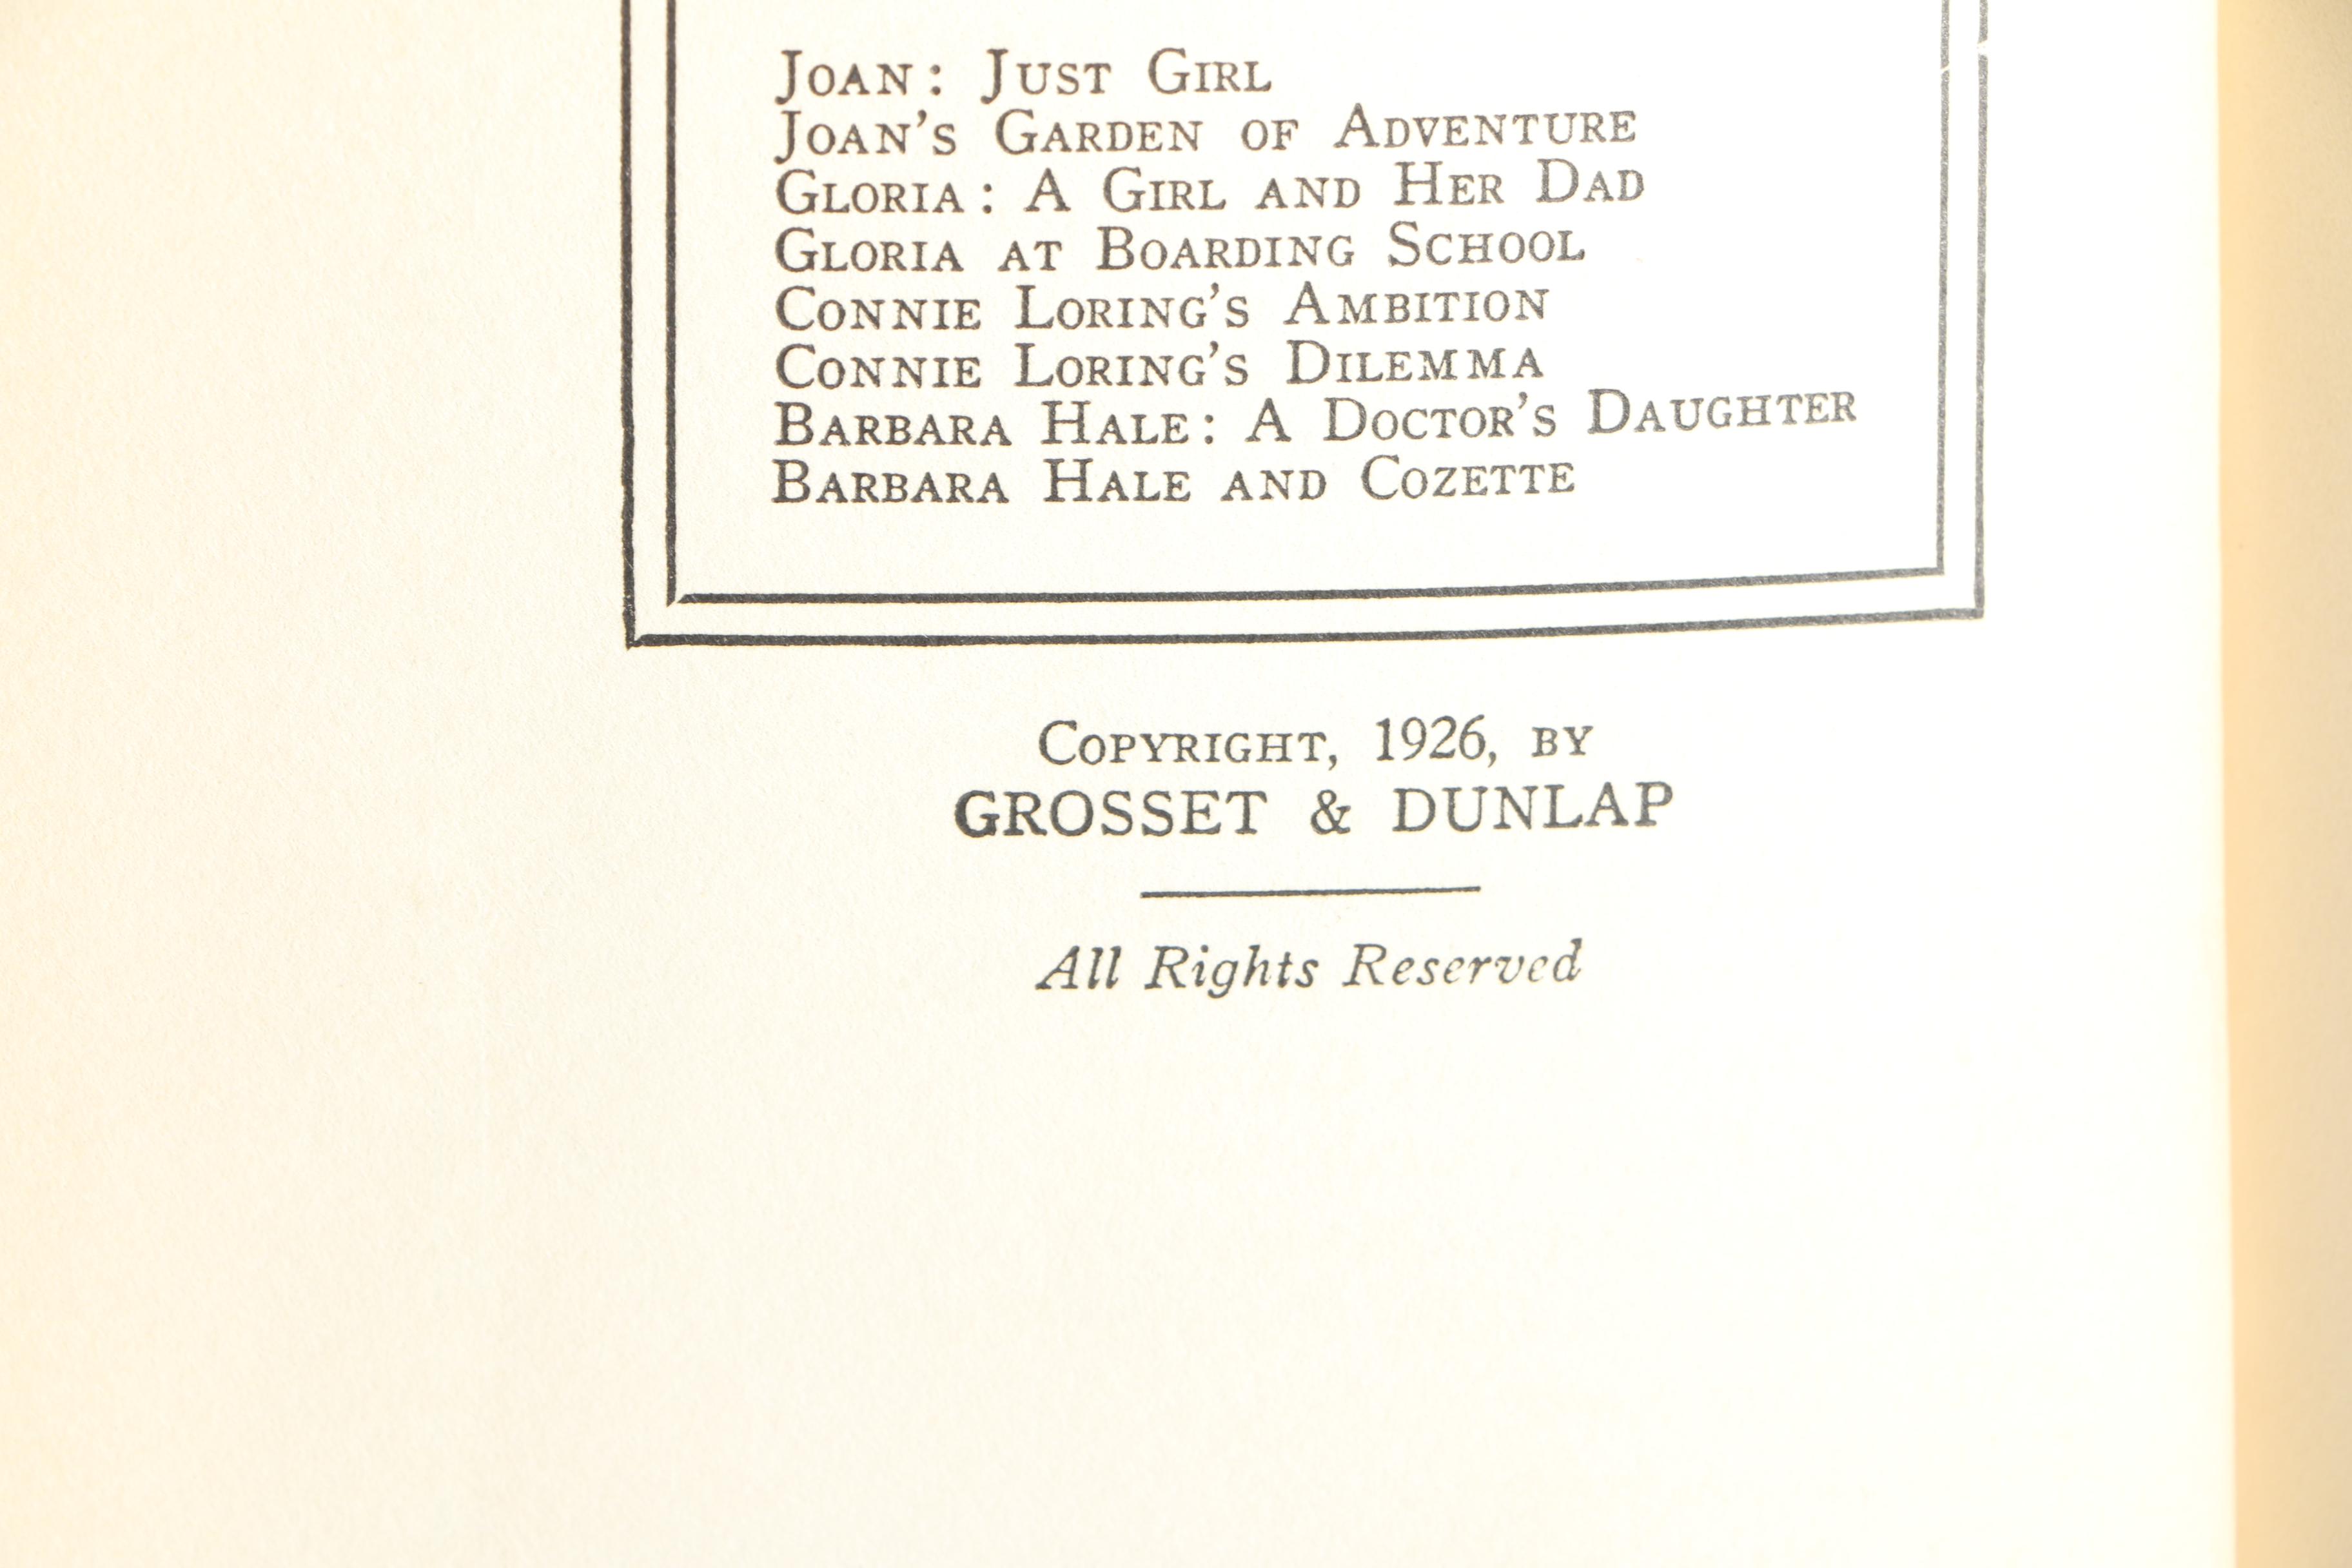 Joan: Just Girl
Joan's Garden of Adventure
Gloria: A Girl and Her Dad
Gloria at Boarding School
Connie Loring's Ambition
Connie Loring's Dilemma
Barbara Hale: A Doctor's Daughter
Barbara Hale and Cozette
Copyright, 1926, by
GROSSET & DUNLAP
All Rights Reserved